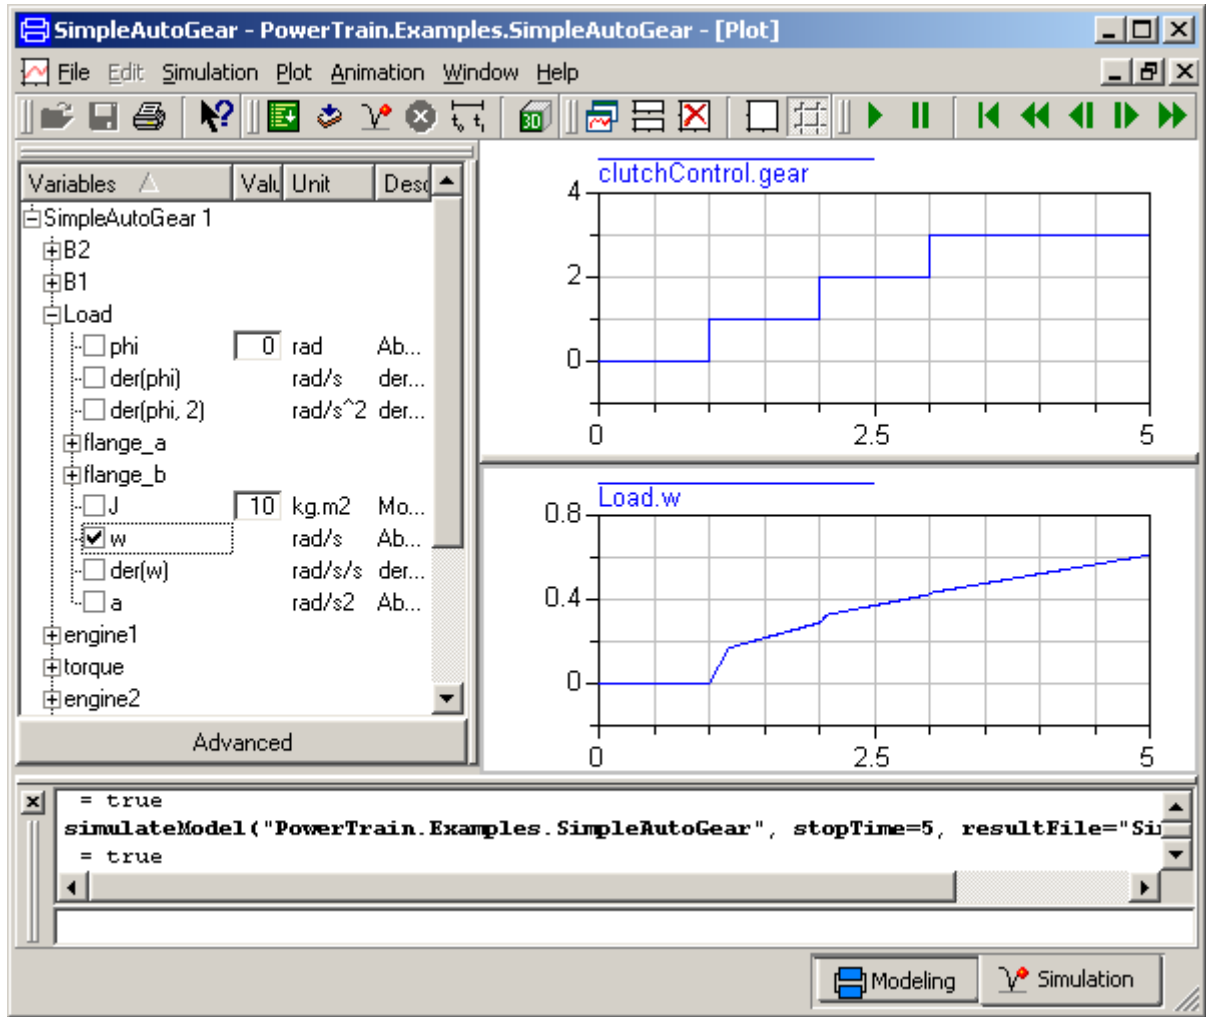 SimpleAutoGear - PowerTrain.Examples.SimpleAutoGear - [Plot]
File Edit Simulation Plot Animation Window Help
3D
Variables Valu Unit Desc
SimpleAutoGear 1
B2
B1
Load
phi 0 rad Ab...
der(phi) rad/s der...
der(phi, 2) rad/s^2 der...
flange_a
flange_b
J 10 kg.m2 Mo...
w rad/s Ab...
der(w) rad/s/s der...
a rad/s2 Ab...
engine1
torque
engine2
Advanced
clutchControl.gear
4
2
0
0 2.5 5
Load.w
0.8
0.4
0
0 2.5 5
= true
simulateModel("PowerTrain.Examples.SimpleAutoGear", stopTime=5, resultFile="Si
= true
Modeling Simulation